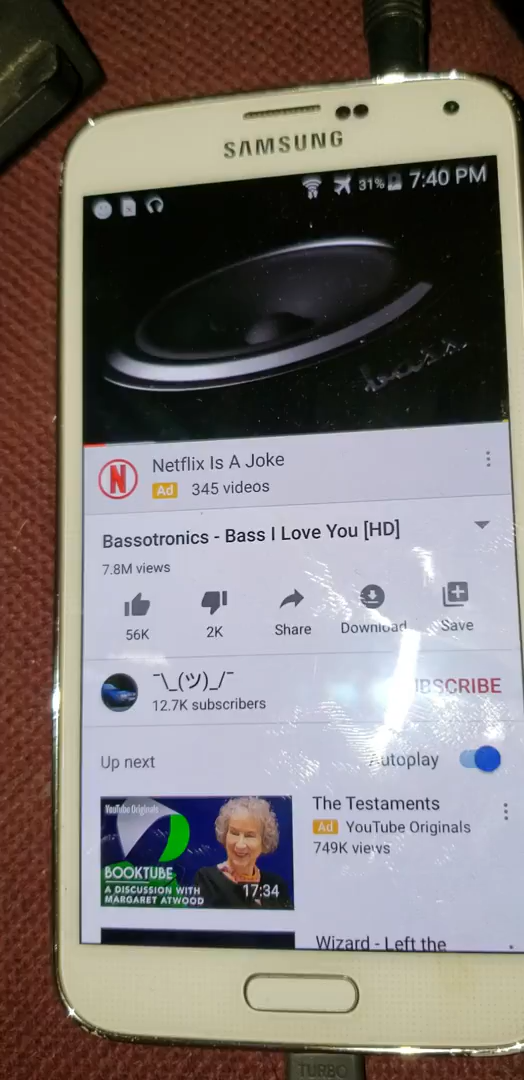 SAMSUNG
31% 7:40 PM
bass
N
Netflix Is A Joke
Ad 345 videos
Bassotronics - Bass I Love You [HD]
7.8M views
56K 2K Share Download Save
¯\_(ツ)_/¯
12.7K subscribers
SUBSCRIBE
Up next
Autoplay
YouTube Originals
BOOKTUBE
A DISCUSSION WITH
MARGARET ATWOOD
17:34
The Testaments
Ad YouTube Originals
749K views
Wizard - Left the
TURBO